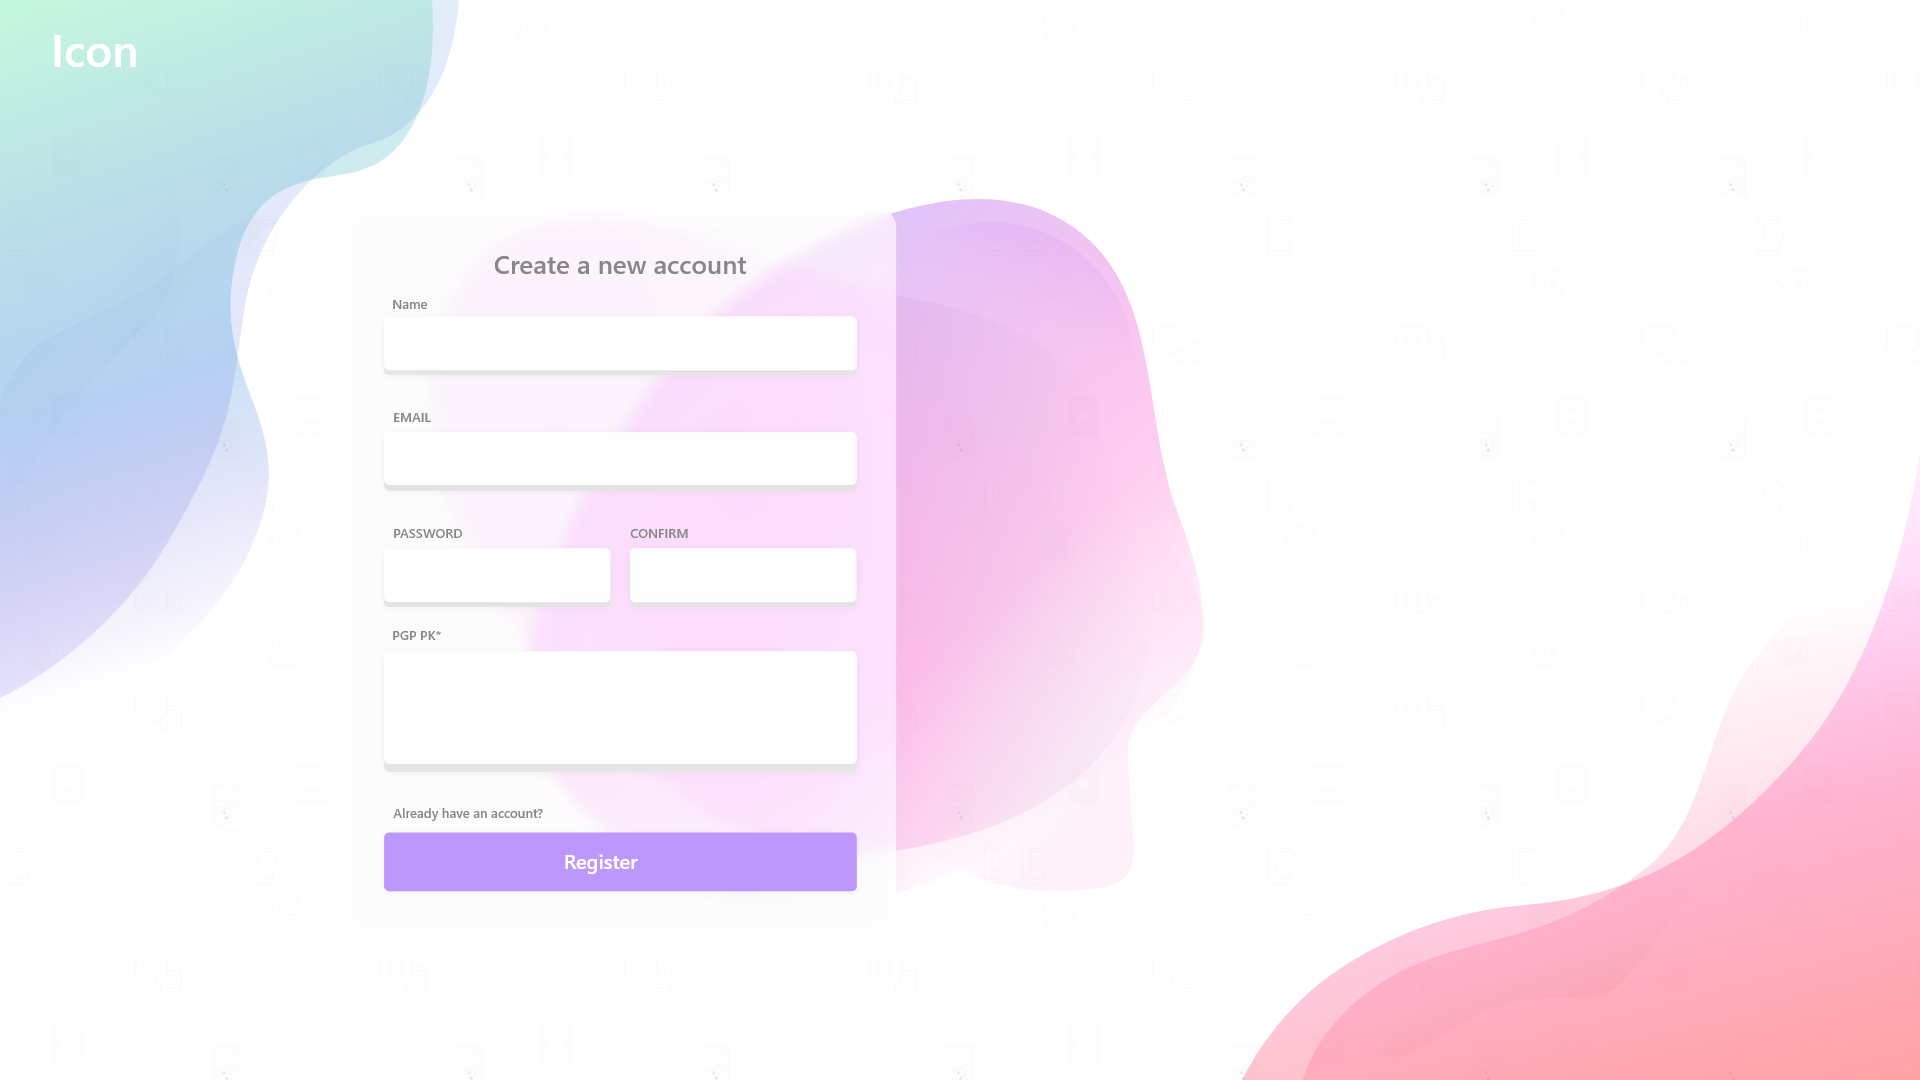 Icon
Create a new account
Name
EMAIL
PASSWORD CONFIRM
PGP PK*
Already have an account?
Register